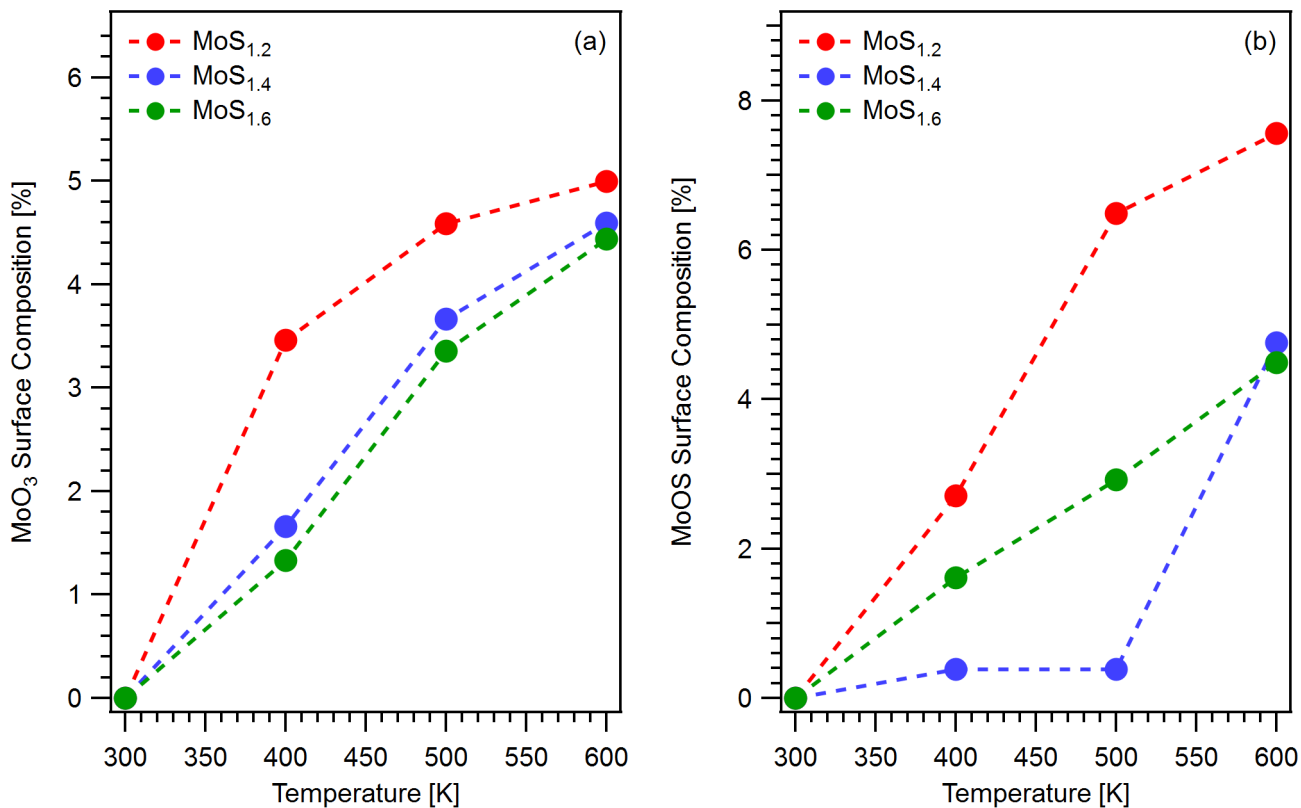 MoS1.2
MoS1.4
MoS1.6
(a)
6
5
4
3
2
1
0
MoO3 Surface Composition [%]
300 350 400 450 500 550 600
Temperature [K]
MoS1.2
MoS1.4
MoS1.6
(b)
8
6
4
2
0
MoOS Surface Composition [%]
300 350 400 450 500 550 600
Temperature [K]